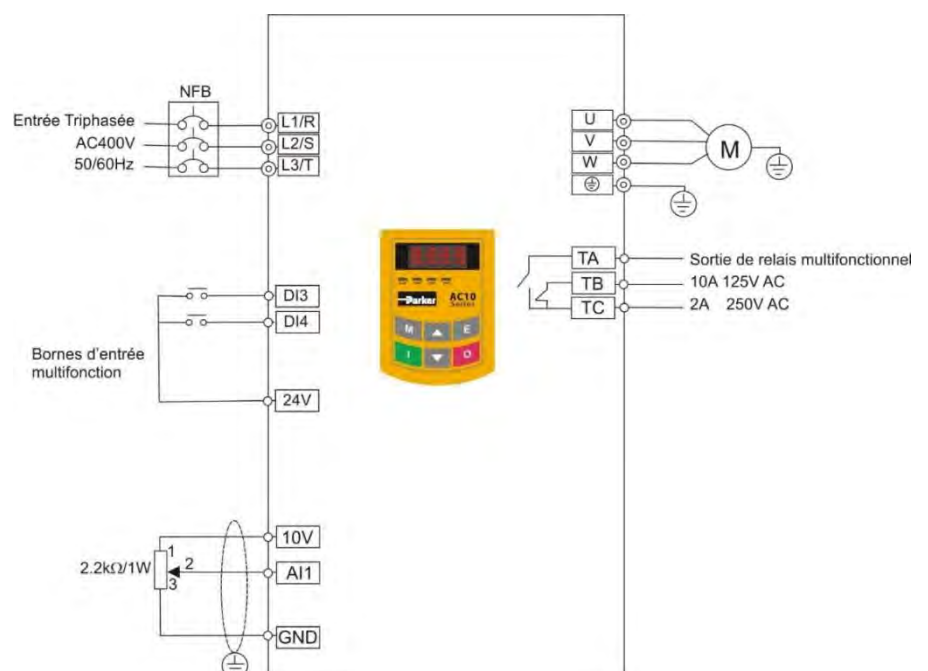 NFB
Entrée Triphasée
AC400V
50/60Hz
L1/R
L2/S
L3/T
U
V
W
M
TA
TB
TC
Sortie de relais multifonctionnel
10A 125V AC
2A 250V AC
Parker
AC10
Series
M
E
I
O
DI3
DI4
Bornes d'entrée
multifonction
24V
10V
AI1
GND
2.2kΩ/1W
1
2
3